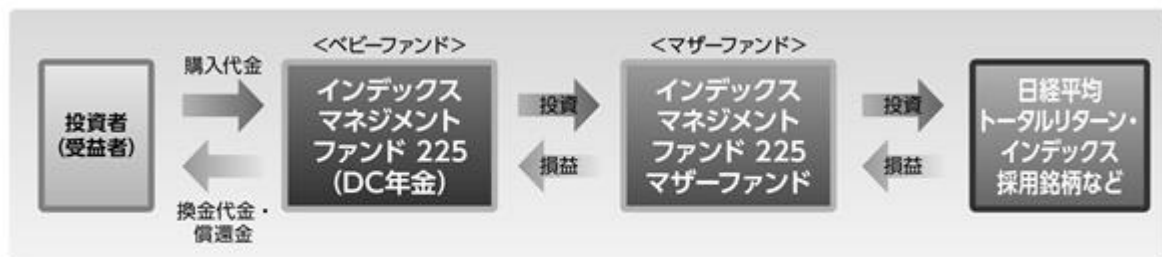 <ベビーファンド>
<マザーファンド>
購入代金
投資者
(受益者)
換金代金・
償還金
インデックス
マネジメント
ファンド 225
(DC年金)
投資
損益
インデックス
マネジメント
ファンド 225
マザーファンド
投資
損益
日経平均
トータルリターン・
インデックス
採用銘柄など